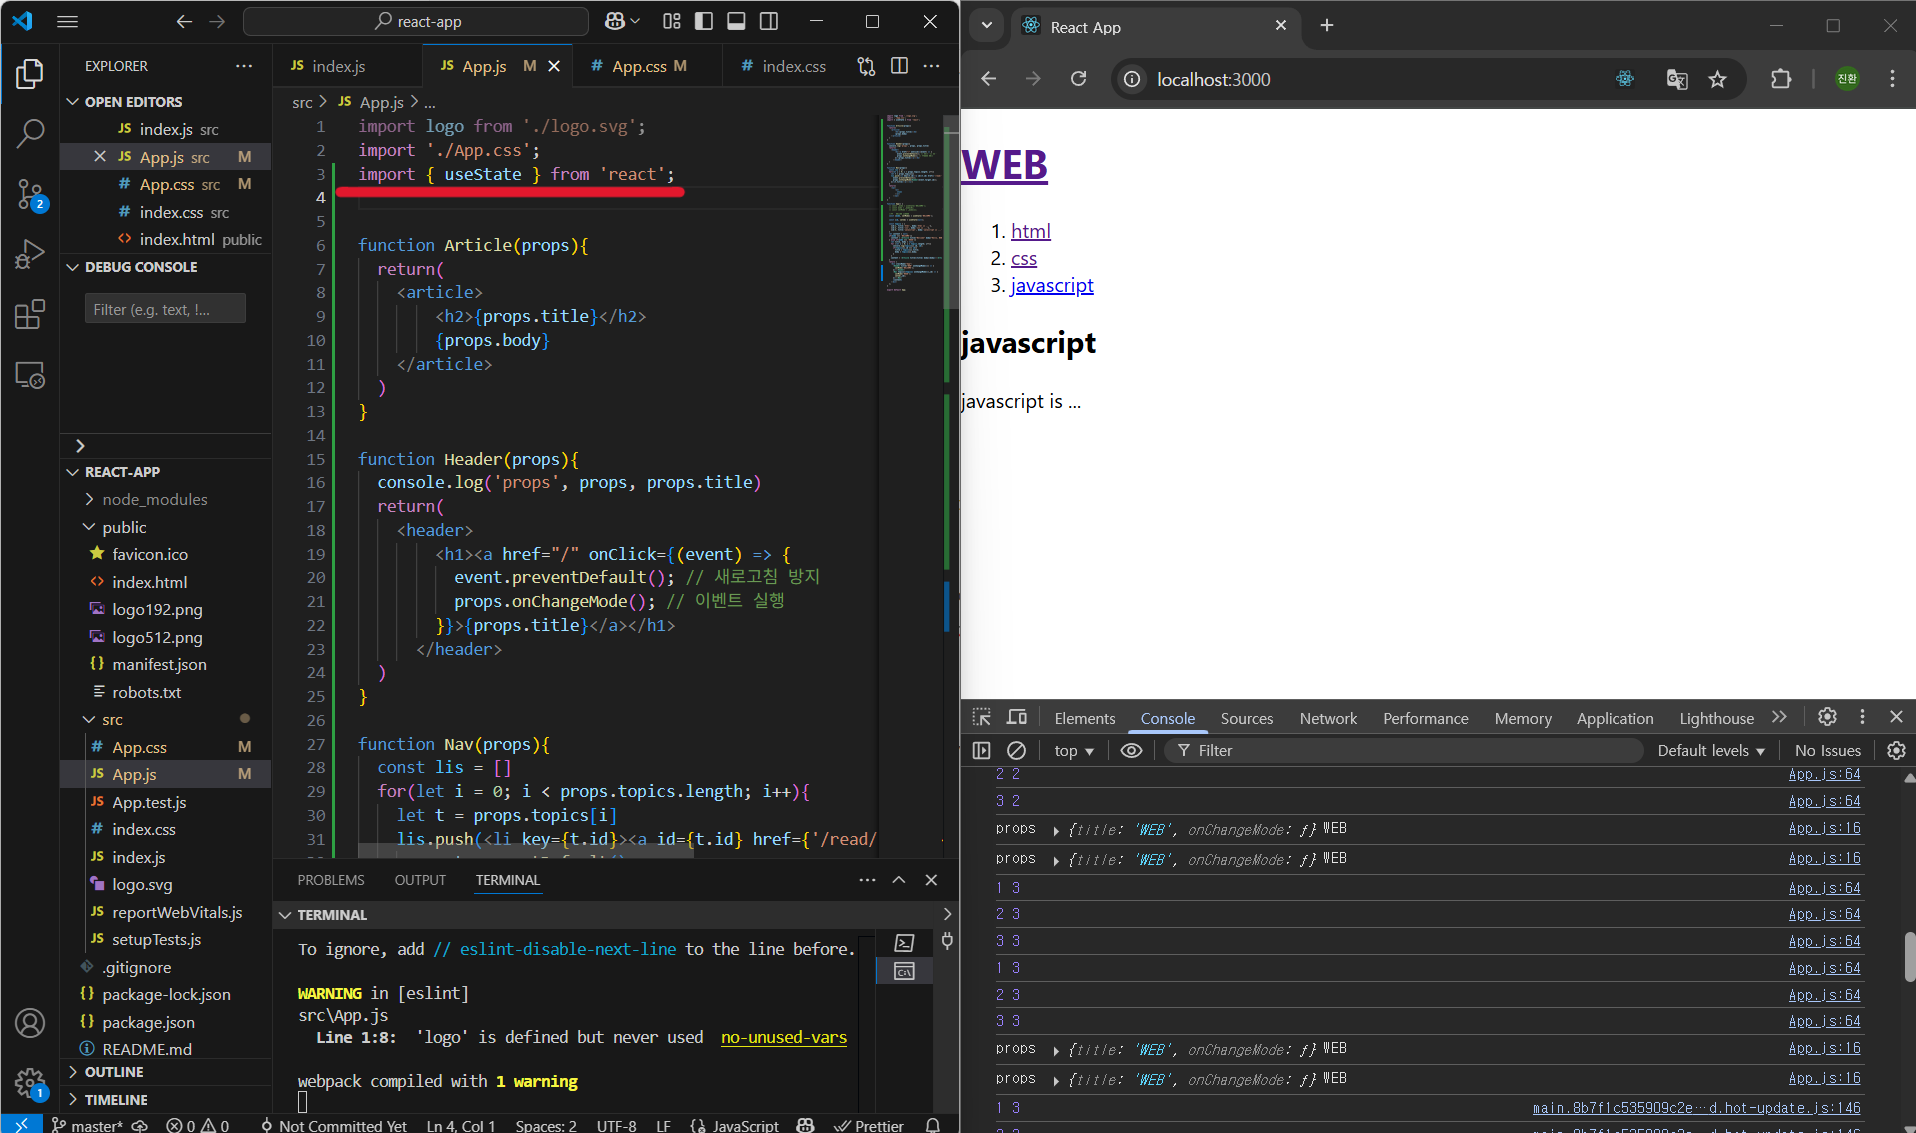 react-app
EXPLORER
OPEN EDITORS
JS index.js src
JS App.js src M
# App.css src M
# index.css src
<> index.html public
DEBUG CONSOLE
Filter (e.g. text, !...
REACT-APP
node_modules
public
favicon.ico
<> index.html
logo192.png
logo512.png
{} manifest.json
robots.txt
src
# App.css M
JS App.js M
JS App.test.js
# index.css
JS index.js
logo.svg
JS reportWebVitals.js
JS setupTests.js
.gitignore
{} package-lock.json
{} package.json
README.md
OUTLINE
TIMELINE
2
1
JS index.js
JS App.js M
# App.css M
# index.css
src > JS App.js > ...
1 import logo from './logo.svg';
2 import './App.css';
3 import { useState } from 'react';
4
5
6 function Article(props){
7 return(
8 <article>
9 <h2>{props.title}</h2>
10 {props.body}
11 </article>
12 )
13 }
14
15 function Header(props){
16 console.log('props', props, props.title)
17 return(
18 <header>
19 <h1><a href="/" onClick={(event) => {
20 event.preventDefault(); // 새로고침 방지
21 props.onChangeMode(); // 이벤트 실행
22 }}>{props.title}</a></h1>
23 </header>
24 )
25 }
26
27 function Nav(props){
28 const lis = []
29 for(let i = 0; i < props.topics.length; i++){
30 let t = props.topics[i]
31 lis.push(<li key={t.id}><a id={t.id} href={'/read/
PROBLEMS OUTPUT TERMINAL
TERMINAL
To ignore, add // eslint-disable-next-line to the line before.
WARNING in [eslint]
src\App.js
Line 1:8: 'logo' is defined but never used no-unused-vars
webpack compiled with 1 warning
master* 0 0 Not Committed Yet Ln 4, Col 1 Spaces: 2 UTF-8 LF {} JavaScript Prettier
React App
localhost:3000
진환
WEB
1. html
2. css
3. javascript
javascript
javascript is ...
Elements Console Sources Network Performance Memory Application Lighthouse
top Filter Default levels No Issues
2 2 App.js:64
3 2 App.js:64
props {title: 'WEB', onChangeMode: ƒ} WEB App.js:16
props {title: 'WEB', onChangeMode: ƒ} WEB App.js:16
1 3 App.js:64
2 3 App.js:64
3 3 App.js:64
1 3 App.js:64
2 3 App.js:64
3 3 App.js:64
props {title: 'WEB', onChangeMode: ƒ} WEB App.js:16
props {title: 'WEB', onChangeMode: ƒ} WEB App.js:16
1 3 main.8b7f1c535909c2e…d.hot-update.js:146